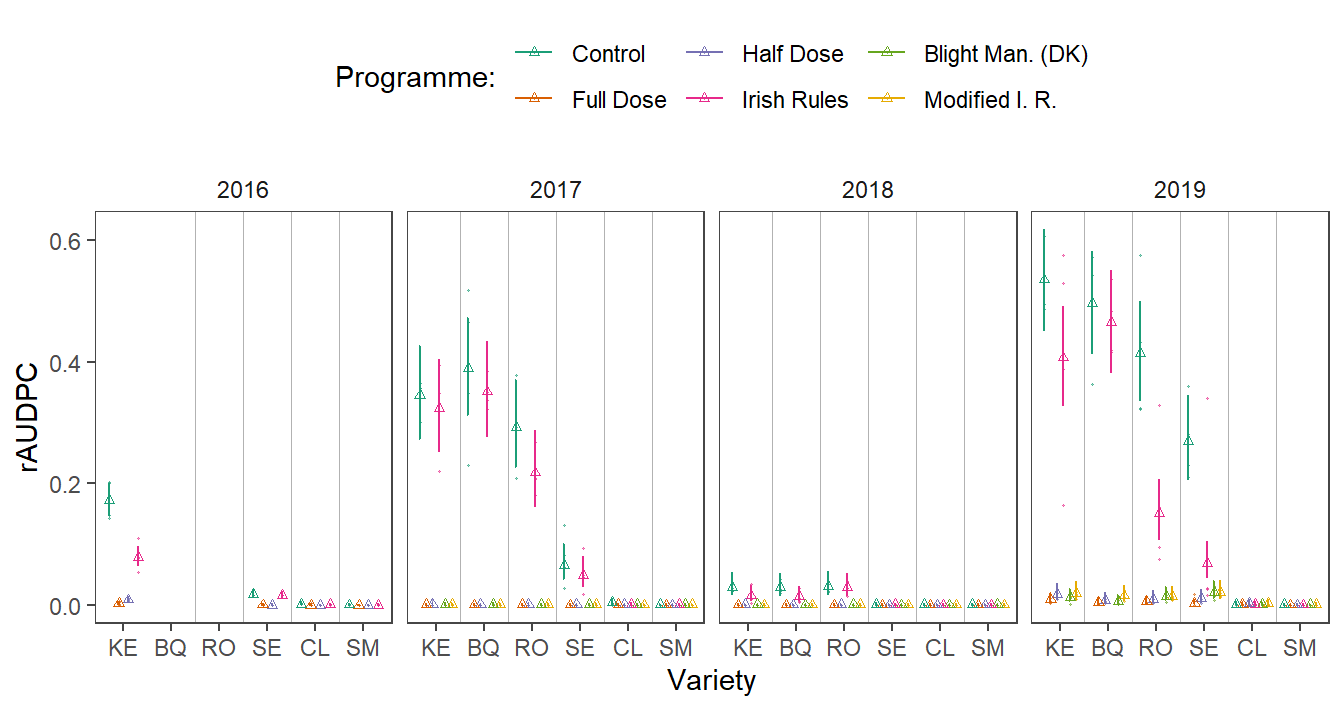 Programme:
Control Half Dose Blight Man. (DK)
Full Dose Irish Rules Modified I. R.
2016 2017 2018 2019
rAUDPC
0.6
0.4
0.2
0.0
KE BQ RO SE CL SM KE BQ RO SE CL SM KE BQ RO SE CL SM KE BQ RO SE CL SM
Variety